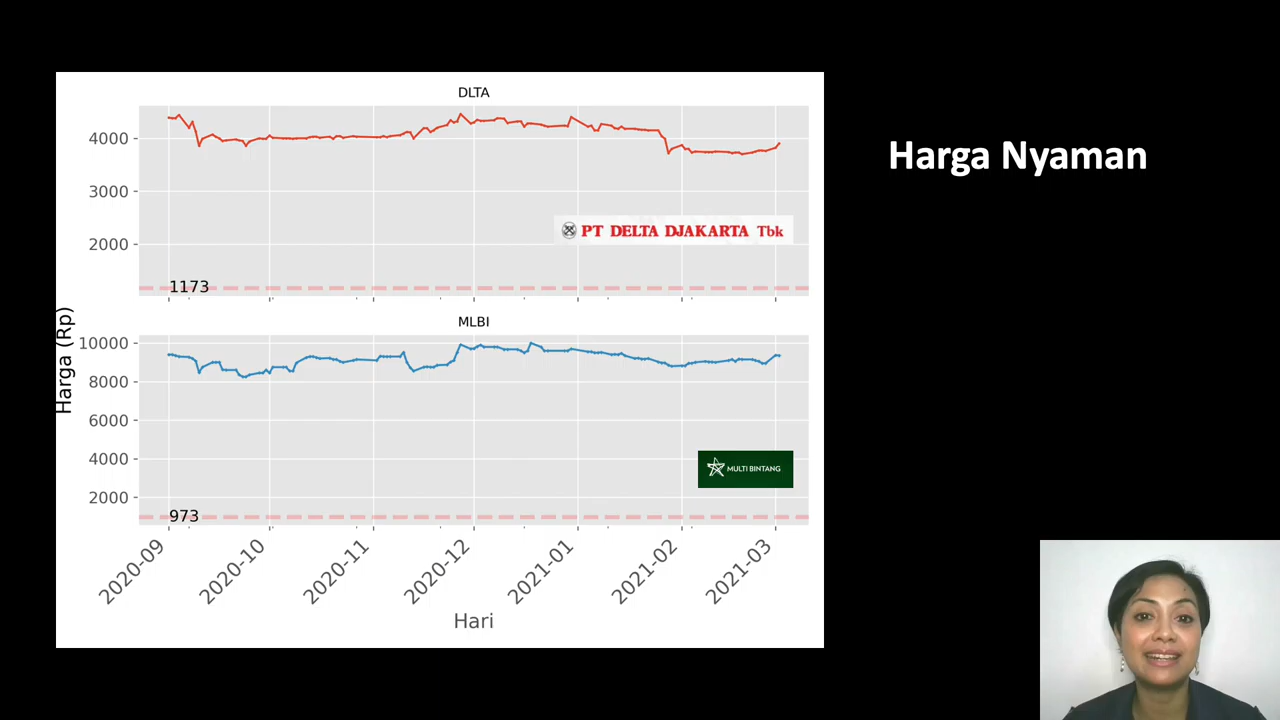 DLTA
Harga Nyaman
4000
3000
2000
PT DELTA DJAKARTA Tbk
1173
Harga (Rp)
MLBI
10000
8000
6000
4000
2000
MULTI BINTANG
973
2020-09
2020-10
2020-11
2020-12
2021-01
2021-02
2021-03
Hari